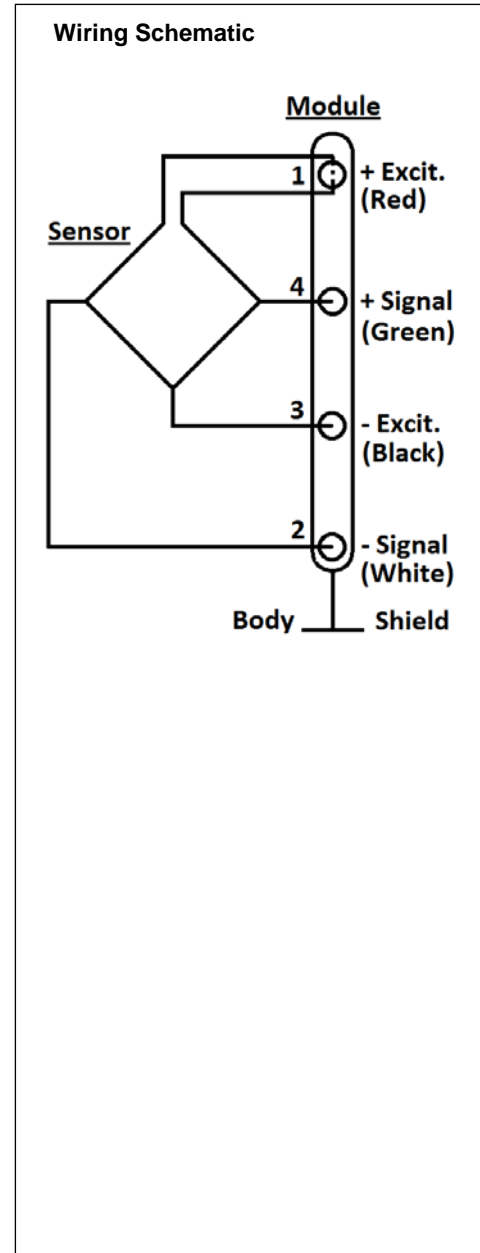 Wiring Schematic
Module
1 + Excit.
(Red)
Sensor
4 + Signal
(Green)
3 - Excit.
(Black)
2 - Signal
(White)
Body Shield